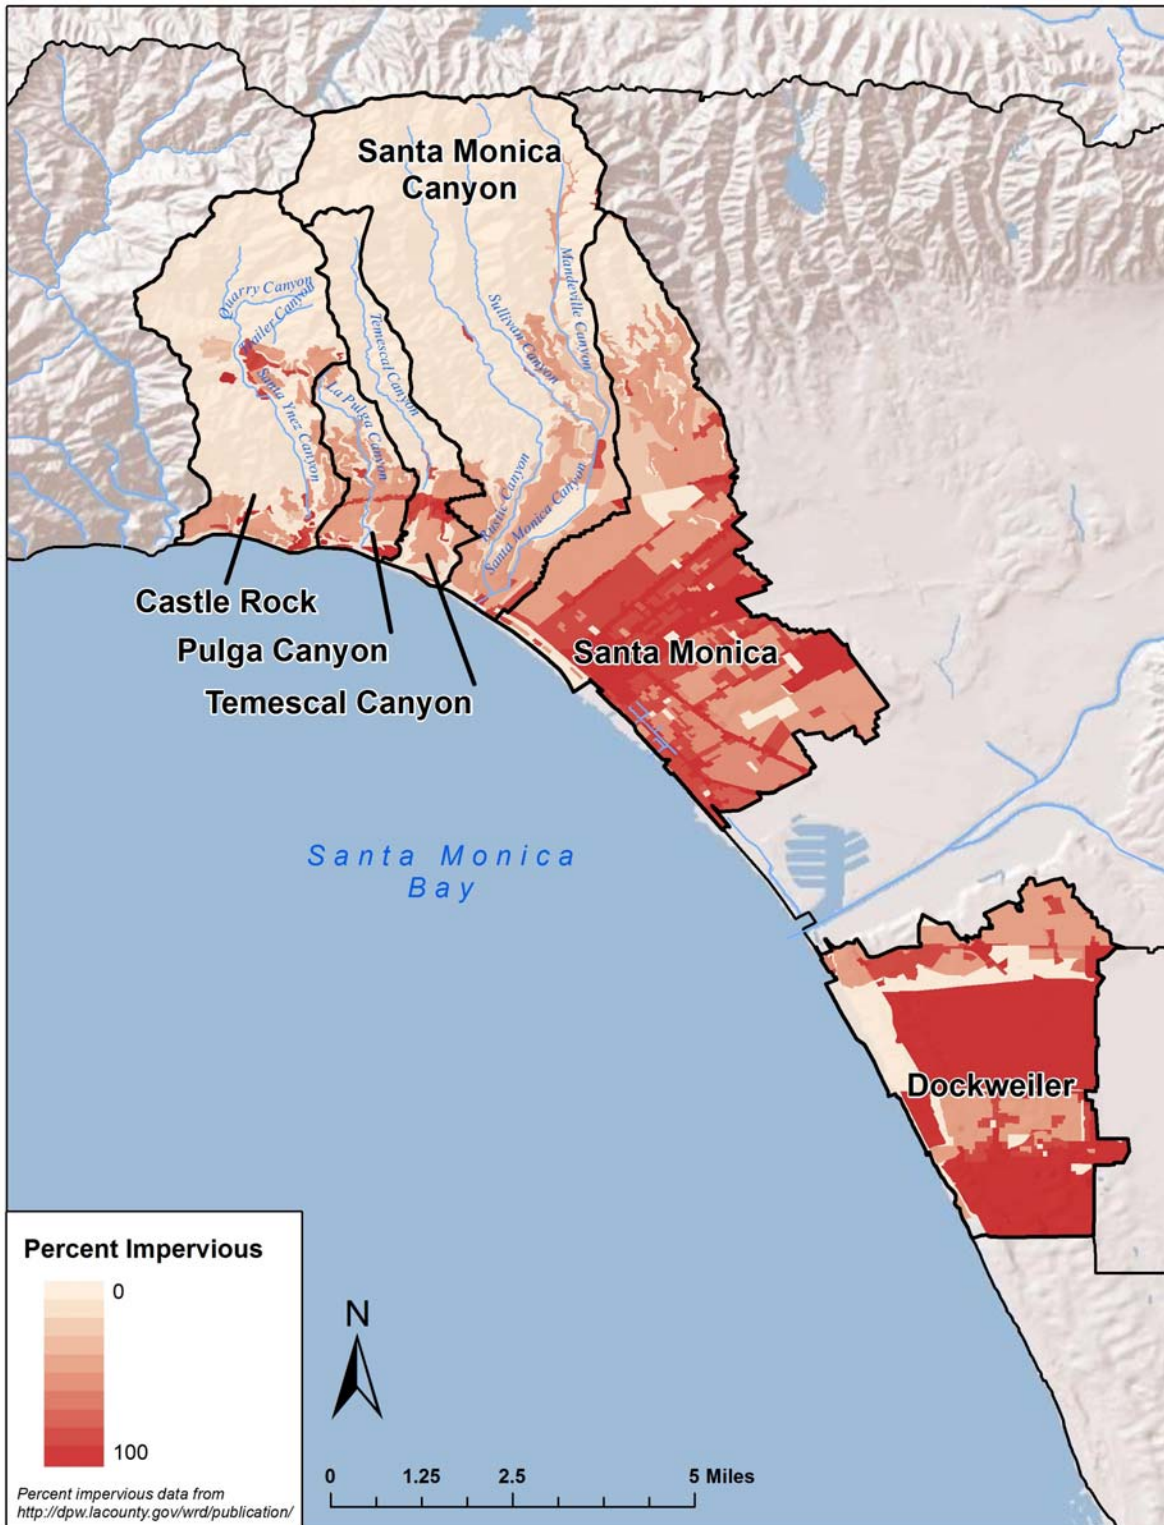 Santa Monica
Canyon
Quarry Canyon
Trailer Canyon
Santa Ynez Canyon
La Pulga Canyon
Temescal Canyon
Sullivan Canyon
Mandeville Canyon
Rustic Canyon
Santa Monica Canyon
Castle Rock
Pulga Canyon
Temescal Canyon
Santa Monica
Santa Monica
Bay
Dockweiler
Percent Impervious
0
100
Percent impervious data from
http://dpw.lacounty.gov/wrd/publication/
N
0 1.25 2.5 5 Miles